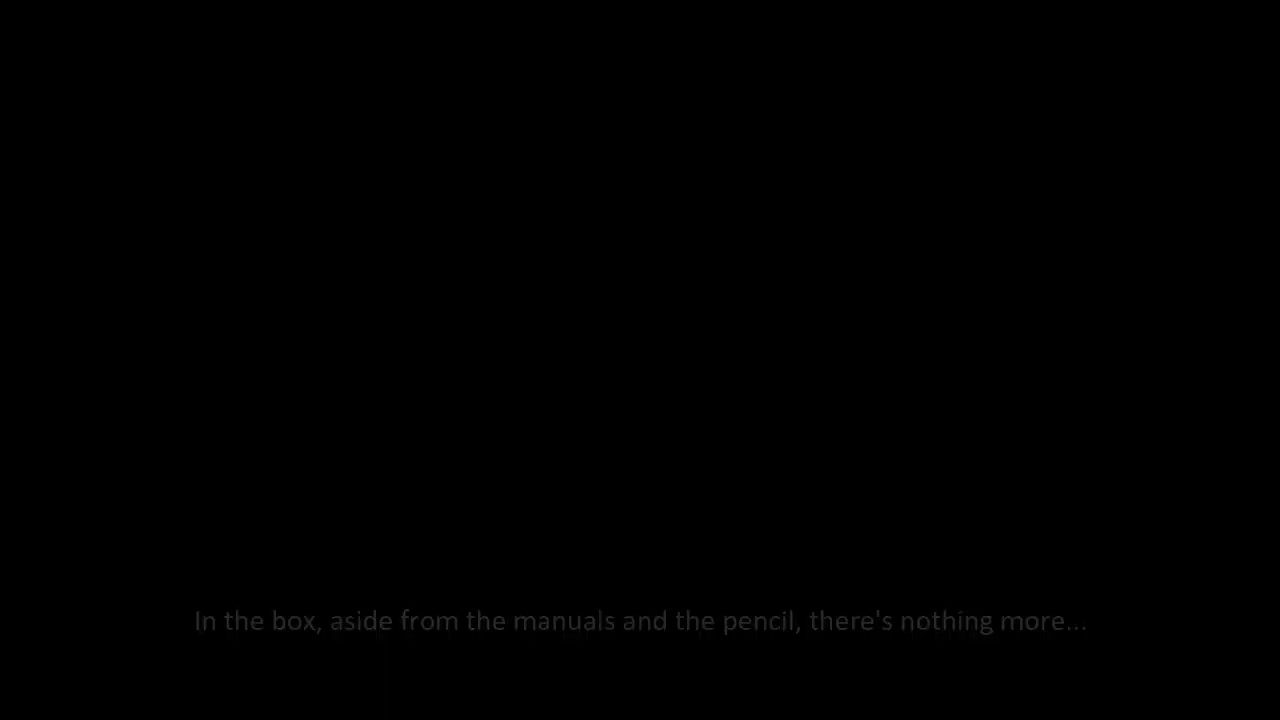 In the box, aside from the manuals and the pencil, there's nothing more...